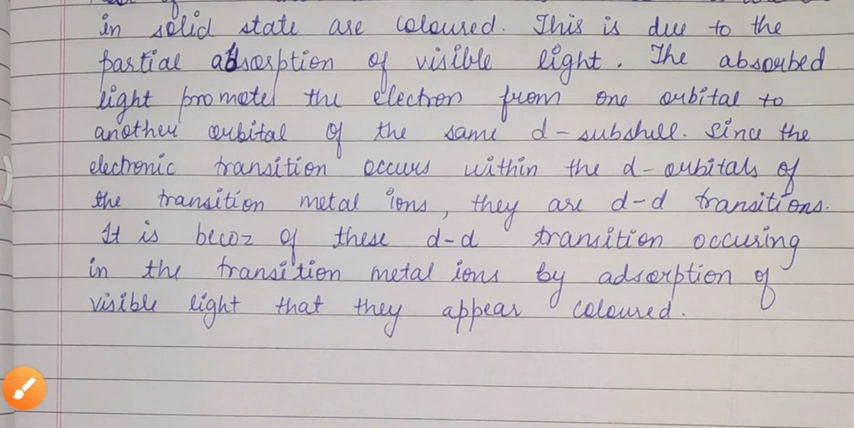 in solid state are coloured. This is due to the
partial absorption of visible light. The absorbed
light promotes the electron from one orbital to
another orbital of the same d-subshell. Since the
electronic transition occurs within the d-orbitals of
the transition metal ions, they are d-d transitions.
It is becoz of these d-d transition occuring
in the transition metal ions by adsorption of
visible light that they appear coloured.